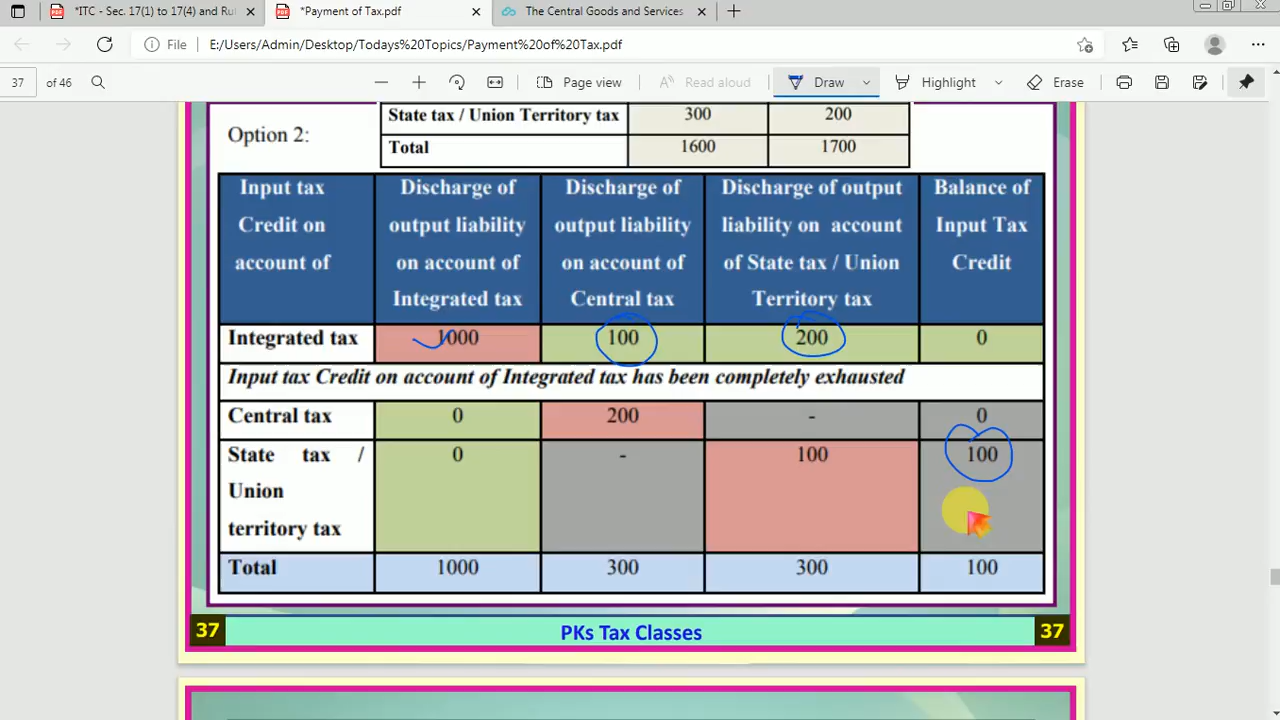 *ITC - Sec. 17(1) to 17(4) and Rul
*Payment of Tax.pdf
The Central Goods and Services
File
E:/Users/Admin/Desktop/Todays%20Topics/Payment%20of%20Tax.pdf
37 of 46
Page view
Read aloud
Draw
Highlight
Erase
Option 2:
State tax / Union Territory tax 300 200
Total 1600 1700
Input tax Credit on account of
Discharge of output liability on account of Integrated tax
Discharge of output liability on account of Central tax
Discharge of output liability on account of State tax / Union Territory tax
Balance of Input Tax Credit
Integrated tax 1000 100 200 0
Input tax Credit on account of Integrated tax has been completely exhausted
Central tax 0 200 - 0
State tax / Union territory tax 0 - 100 100
Total 1000 300 300 100
37 PKs Tax Classes 37